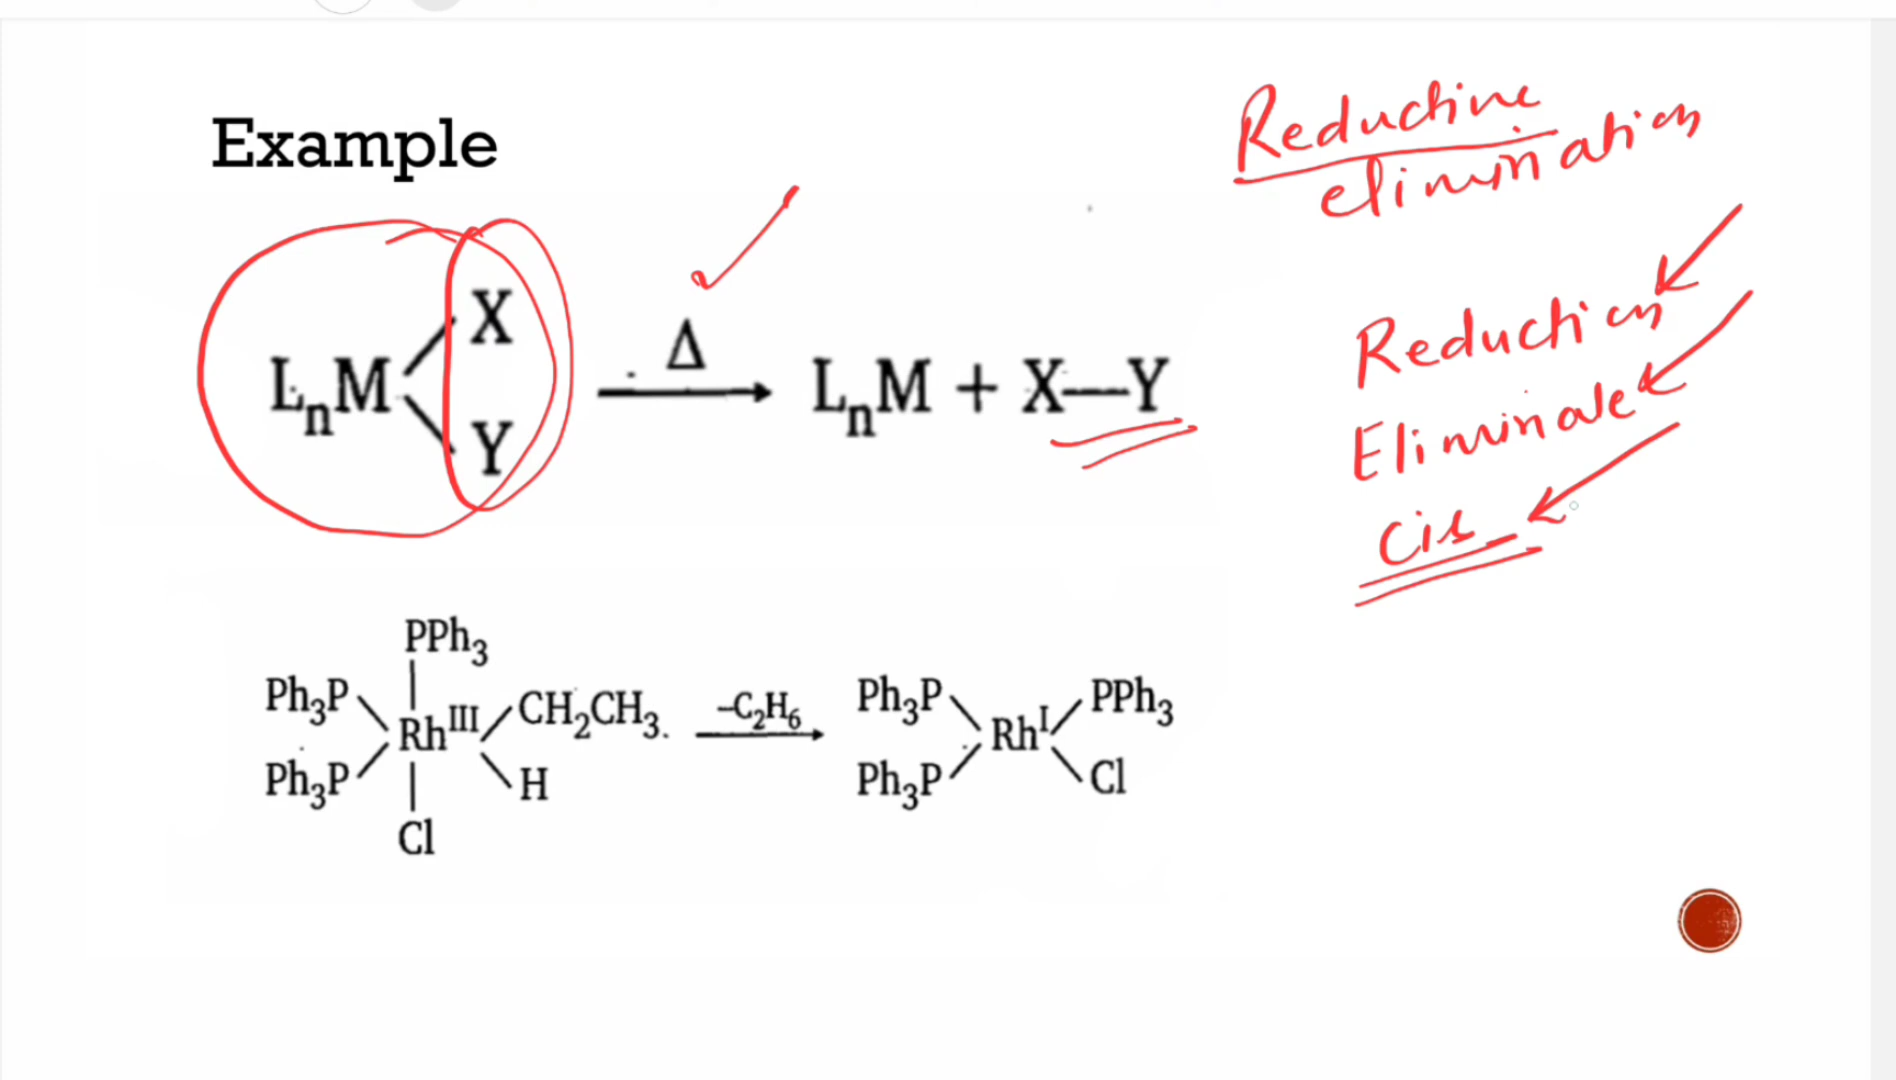 Example
Reductive
elimination
X
LnM
Y
Δ
LnM + X—Y
Reduction
Eliminate
Cis
PPh3
Ph3P
Ph3P
RhIII
CH2CH3.
H
Cl
–C2H6
Ph3P
Ph3P
RhI
PPh3
Cl